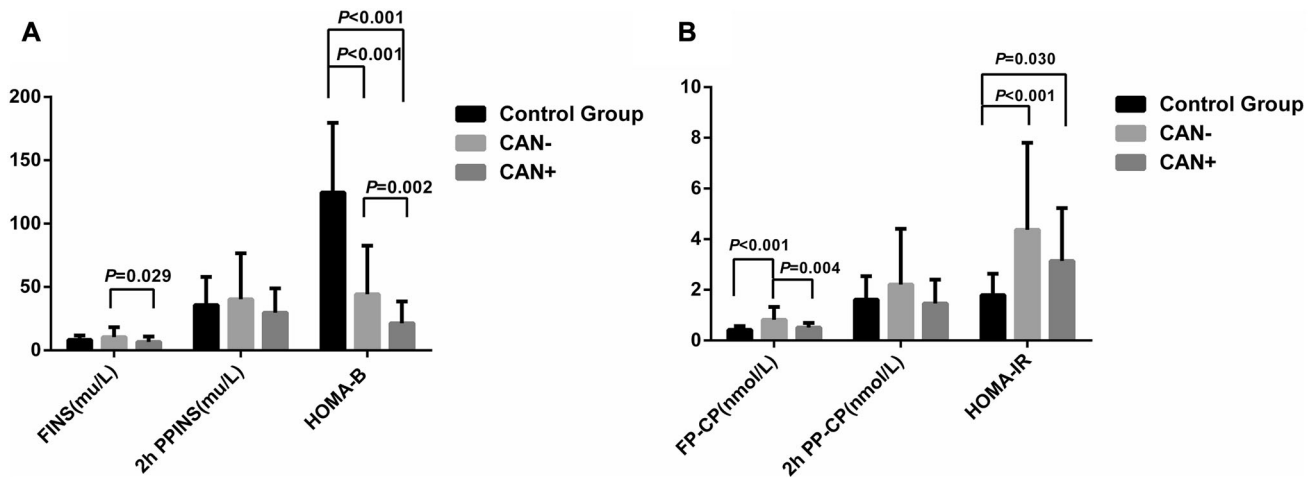 A
P<0.001
P<0.001
P=0.002
P=0.029
200
150
100
50
0
Control Group
CAN-
CAN+
FINS(mu/L)
2h PPINS(mu/L)
HOMA-B
B
P=0.030
P<0.001
P<0.001
P=0.004
10
8
6
4
2
0
Control Group
CAN-
CAN+
FP-CP(nmol/L)
2h PP-CP(nmol/L)
HOMA-IR